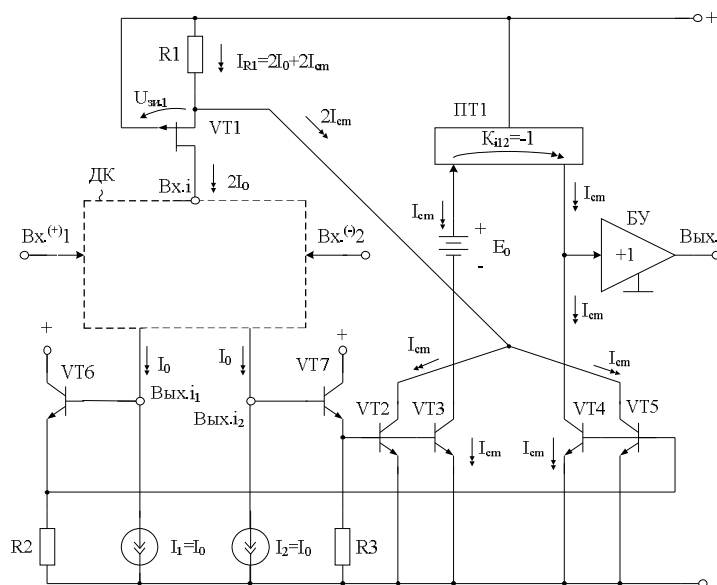 +
R1
I_R1=2I_0+2I_cm
U_зи.1
VT1
2I_cm
ПТ1
K_i12=-1
ДК
Вх.i
2I_0
I_cm
I_cm
БУ
Вх.(+)1
Вх.(-)2
+
-
E_0
+1
Вых.
+
+
I_0
I_0
I_cm
I_cm
I_cm
VT6
VT7
Вых.i_1
Вых.i_2
VT2
VT3
VT4
VT5
I_cm
I_cm
R2
I_1=I_0
I_2=I_0
R3